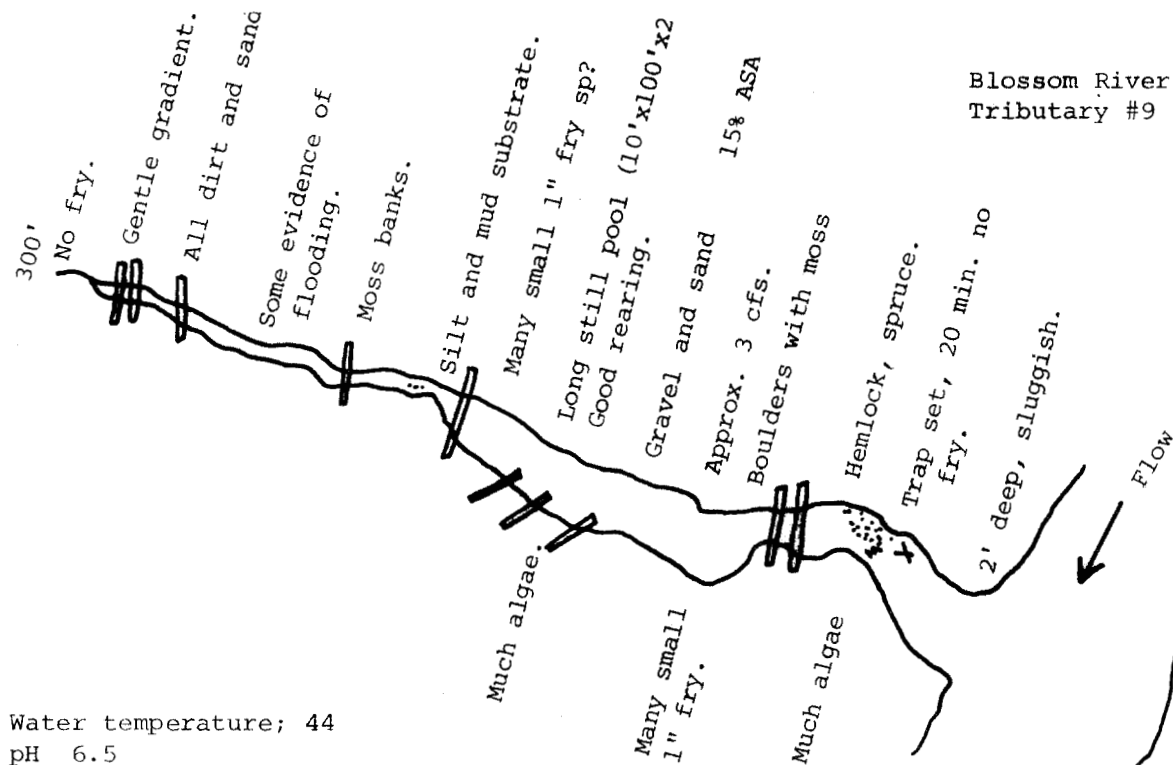 Blossom River
Tributary #9
300'
No fry.
Gentle gradient.
All dirt and sand
Some evidence of
flooding.
Moss banks.
Silt and mud substrate.
Many small 1" fry sp?
Long still pool (10'x100'x2
Good rearing.
Gravel and sand
15% ASA
Approx. 3 cfs.
Boulders with moss
Hemlock, spruce.
Trap set, 20 min. no
fry.
2' deep, sluggish.
Flow
Much algae.
Many small
1" fry.
Much algae
Water temperature; 44
pH 6.5